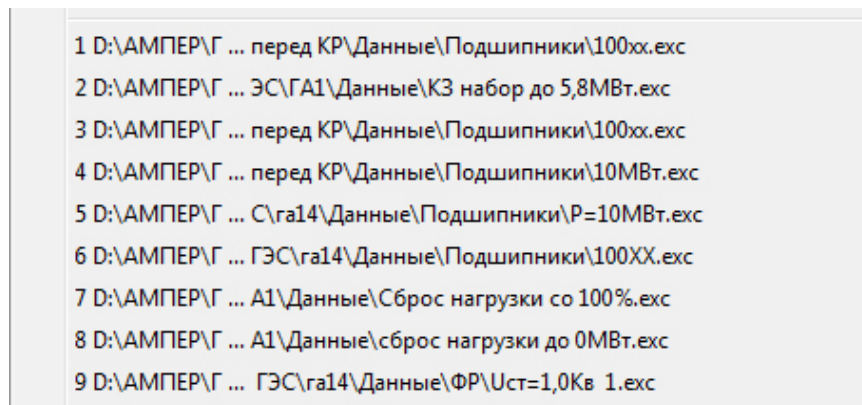 1 D:\АМПЕР\Г ... перед КР\Данные\Подшипники\100хх.exc
2 D:\АМПЕР\Г ... ЭС\ГА1\Данные\КЗ набор до 5,8МВт.exc
3 D:\АМПЕР\Г ... перед КР\Данные\Подшипники\100хх.exc
4 D:\АМПЕР\Г ... перед КР\Данные\Подшипники\10МВт.exc
5 D:\АМПЕР\Г ... С\га14\Данные\Подшипники\Р=10МВт.exc
6 D:\АМПЕР\Г ... ГЭС\га14\Данные\Подшипники\100ХХ.exc
7 D:\АМПЕР\Г ... А1\Данные\Сброс нагрузки со 100%.exc
8 D:\АМПЕР\Г ... А1\Данные\сброс нагрузки до 0МВт.exc
9 D:\АМПЕР\Г ... ГЭС\га14\Данные\ФР\Uст=1,0Кв 1.exc